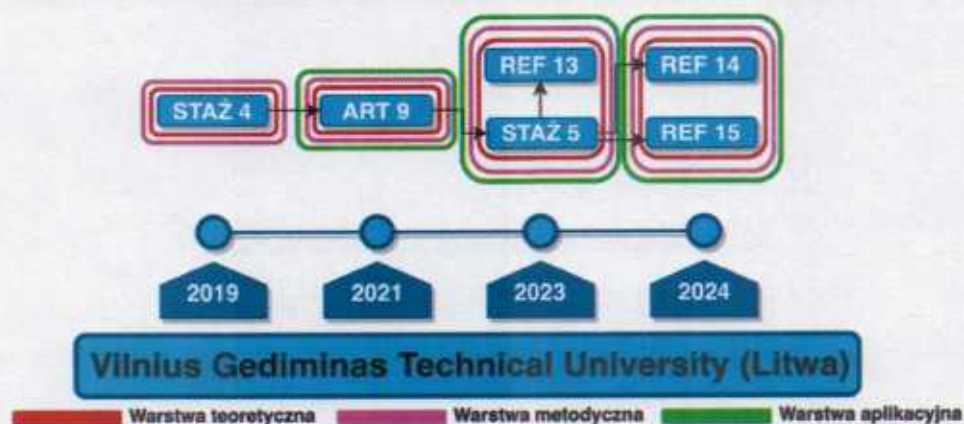 REF 13 REF 14
STAŻ 4 ART 9
STAŻ 5 REF 15
2019 2021 2023 2024
Vilnius Gediminas Technical University (Litwa)
Warstwa teoretyczna Warstwa metodyczna Warstwa aplikacyjna